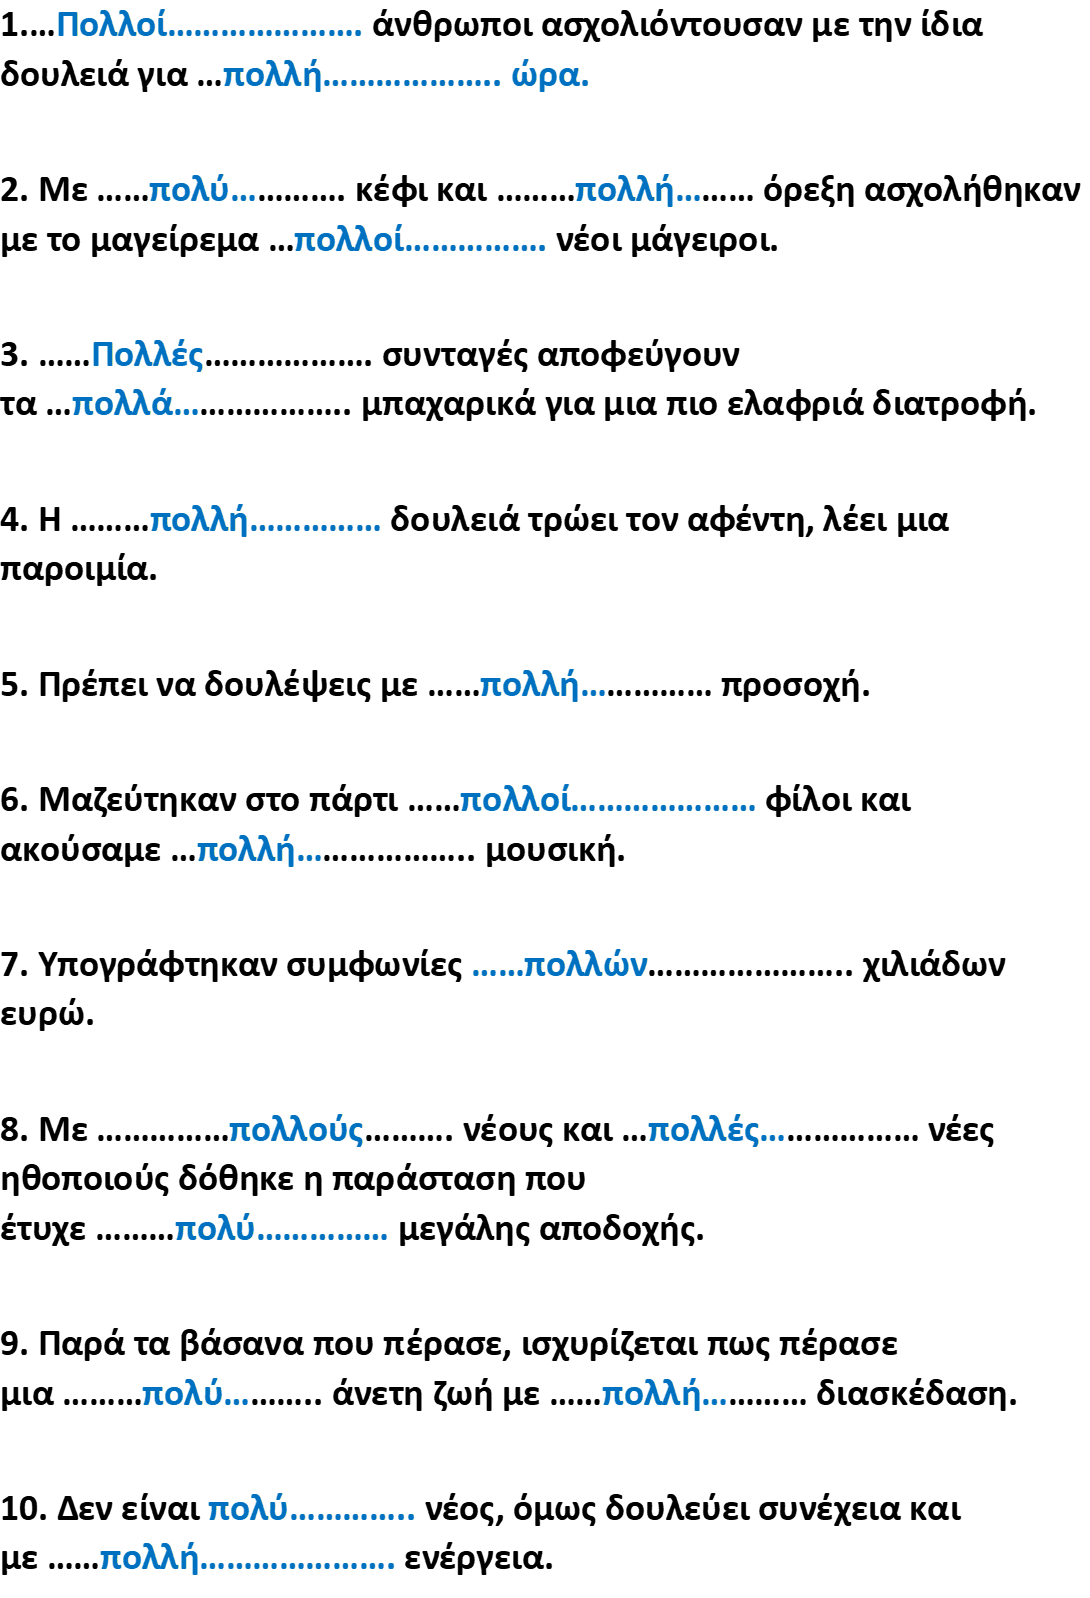 1.…Πολλοί…………………. άνθρωποι ασχολιόντουσαν με την ίδια
δουλειά για …πολλή……………….. ώρα.
2. Με ……πολύ…………. κέφι και ………πολλή……… όρεξη ασχολήθηκαν
με το μαγείρεμα …πολλοί……………. νέοι μάγειροι.
3. ……Πολλές………………. συνταγές αποφεύγουν
τα …πολλά……………….. μπαχαρικά για μια πιο ελαφριά διατροφή.
4. Η ………πολλή…………… δουλειά τρώει τον αφέντη, λέει μια
παροιμία.
5. Πρέπει να δουλέψεις με ……πολλή…………… προσοχή.
6. Μαζεύτηκαν στο πάρτι ……πολλοί………………… φίλοι και
ακούσαμε …πολλή……………….. μουσική.
7. Υπογράφτηκαν συμφωνίες ……πολλών………………….. χιλιάδων
ευρώ.
8. Με ……………πολλούς………. νέους και …πολλές……………… νέες
ηθοποιούς δόθηκε η παράσταση που
έτυχε ………πολύ…………… μεγάλης αποδοχής.
9. Παρά τα βάσανα που πέρασε, ισχυρίζεται πως πέρασε
μια ………πολύ……….. άνετη ζωή με ……πολλή………… διασκέδαση.
10. Δεν είναι πολύ………….. νέος, όμως δουλεύει συνέχεια και
με ……πολλή…………………. ενέργεια.